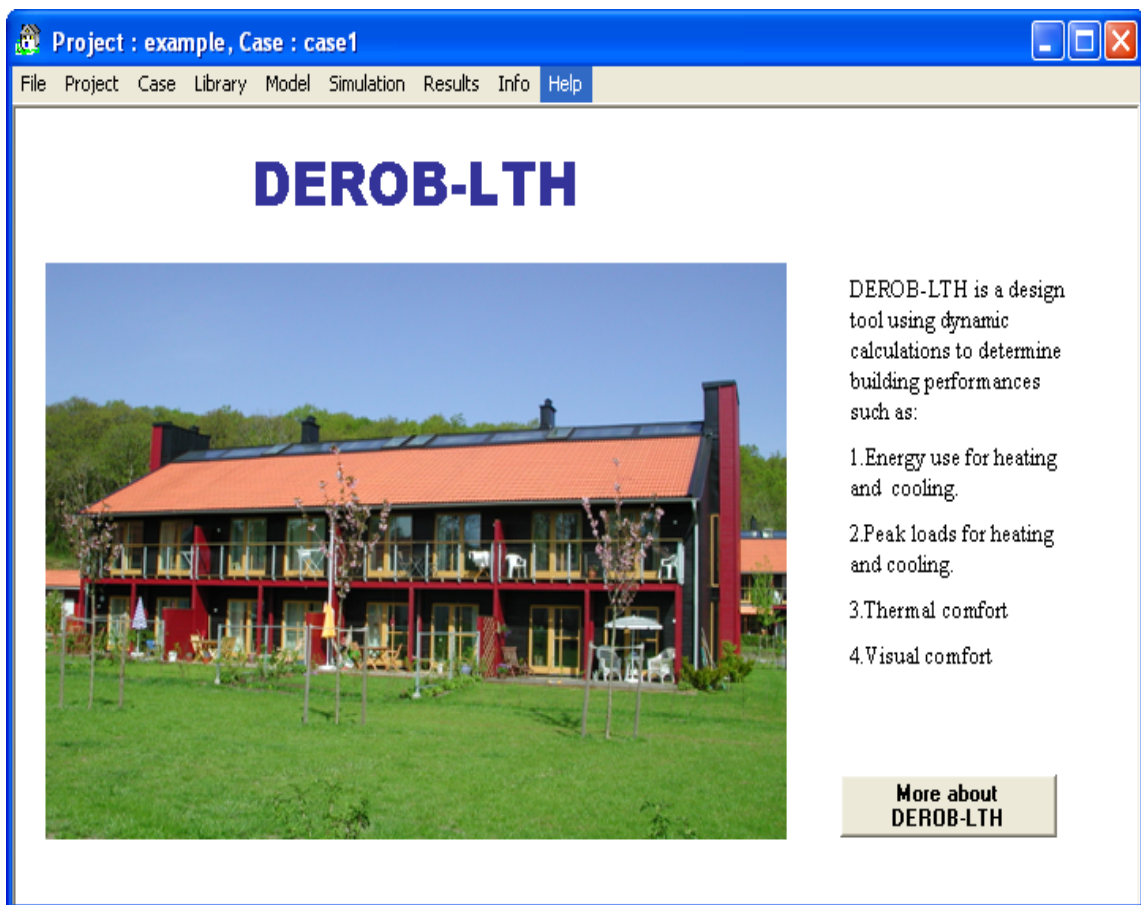 Project : example, Case : case1
File Project Case Library Model Simulation Results Info Help
DEROB-LTH
DEROB-LTH is a design
tool using dynamic
calculations to determine
building performances
such as:
1.Energy use for heating
and cooling.
2.Peak loads for heating
and cooling.
3.Thermal comfort
4.Visual comfort
More about
DEROB-LTH